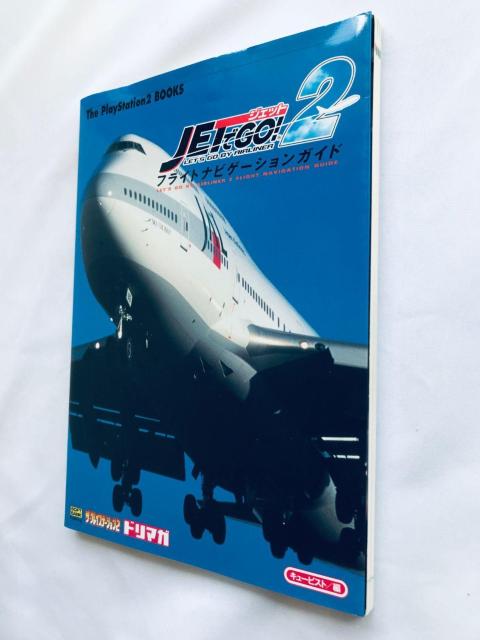 The PlayStation2 BOOKS
ジェット
JETでGO! 2
LET'S GO BY AIRLINER
フライトナビゲーションガイド
LET'S GO BY AIRLINER 2 FLIGHT NAVIGATION GUIDE
ザ・プレイステーション2 ドリマガ
キュービスト/編